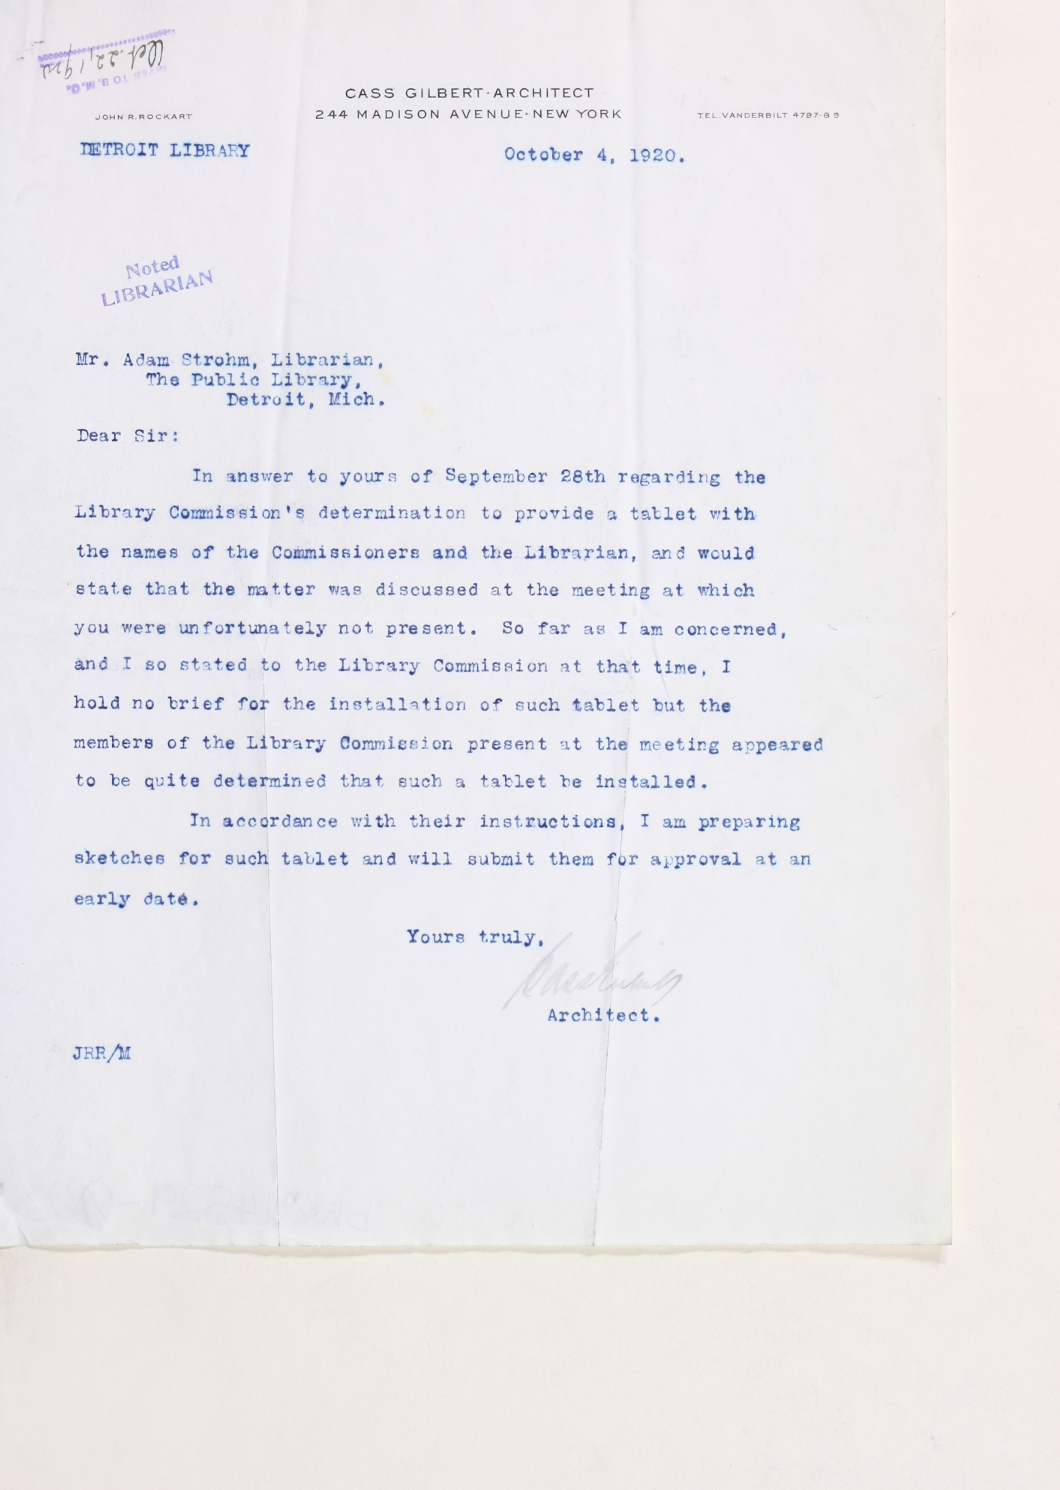 Oct. 22, 1920
CASS GILBERT·ARCHITECT
JOHN R. ROCKART
244 MADISON AVENUE·NEW YORK
TEL. VANDERBILT 4787-8 9
DETROIT LIBRARY
October 4, 1920.
Noted
LIBRARIAN
Mr. Adam Strohm, Librarian,
The Public Library,
Detroit, Mich.
Dear Sir:
In answer to yours of September 28th regarding the
Library Commission's determination to provide a tablet with
the names of the Commissioners and the Librarian, and would
state that the matter was discussed at the meeting at which
you were unfortunately not present. So far as I am concerned,
and I so stated to the Library Commission at that time, I
hold no brief for the installation of such tablet but the
members of the Library Commission present at the meeting appeared
to be quite determined that such a tablet be installed.
In accordance with their instructions, I am preparing
sketches for such tablet and will submit them for approval at an
early date.
Yours truly,
Cass Gilbert
Architect.
JRR/M